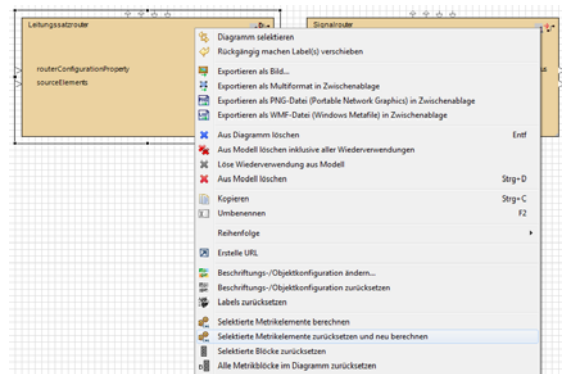 Leitungssatzrouter
Signalrouter
routerConfigurationProperty
sourceElements
Diagramm selektieren
Rückgängig machen Label(s) verschieben
Exportieren als Bild...
Exportieren als Multiformat in Zwischenablage
Exportieren als PNG-Datei (Portable Network Graphics) in Zwischenablage
Exportieren als WMF-Datei (Windows Metafile) in Zwischenablage
Aus Diagramm löschen Entf
Aus Modell löschen inklusive aller Wiederverwendungen
Löse Wiederverwendung aus Modell
Aus Modell löschen Strg+D
Kopieren Strg+C
Umbenennen F2
Reihenfolge
Erstelle URL
Beschriftungs-/Objektkonfiguration ändern...
Beschriftungs-/Objektkonfiguration zurücksetzen
Labels zurücksetzen
Selektierte Metrikelemente berechnen
Selektierte Metrikelemente zurücksetzen und neu berechnen
Selektierte Blöcke zurücksetzen
Alle Metrikblöcke im Diagramm zurücksetzen